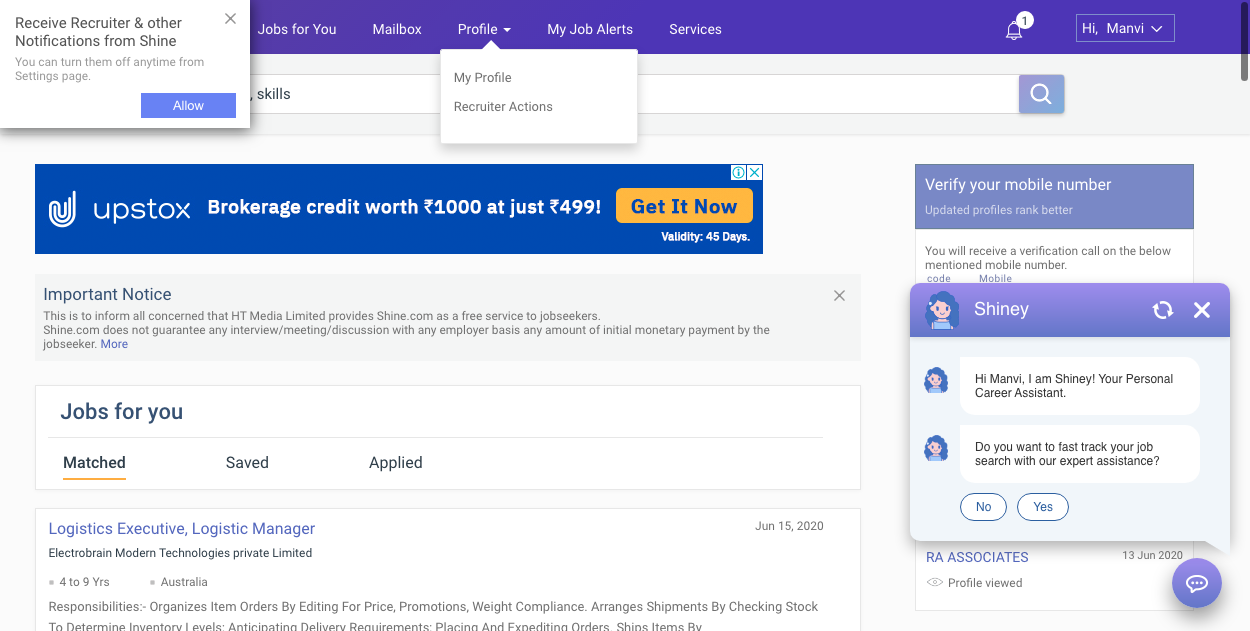 Receive Recruiter & other
Notifications from Shine
You can turn them off anytime from
Settings page.
Allow
Jobs for You
Mailbox
Profile
My Job Alerts
Services
1
Hi, Manvi
My Profile
Recruiter Actions
, skills
upstox
Brokerage credit worth ₹1000 at just ₹499!
Get It Now
Validity: 45 Days.
Verify your mobile number
Updated profiles rank better
You will receive a verification call on the below
mentioned mobile number.
code
Mobile
Important Notice
This is to inform all concerned that HT Media Limited provides Shine.com as a free service to jobseekers.
Shine.com does not guarantee any interview/meeting/discussion with any employer basis any amount of initial monetary payment by the
jobseeker. More
Shiney
Hi Manvi, I am Shiney! Your Personal
Career Assistant.
Do you want to fast track your job
search with our expert assistance?
No
Yes
Jobs for you
Matched
Saved
Applied
Logistics Executive, Logistic Manager
Jun 15, 2020
Electrobrain Modern Technologies private Limited
4 to 9 Yrs
Australia
Responsibilities:- Organizes Item Orders By Editing For Price, Promotions, Weight Compliance. Arranges Shipments By Checking Stock
To Determine Inventory Levels; Anticipating Delivery Requirements; Placing And Expediting Orders. Ships Items By
RA ASSOCIATES
13 Jun 2020
Profile viewed